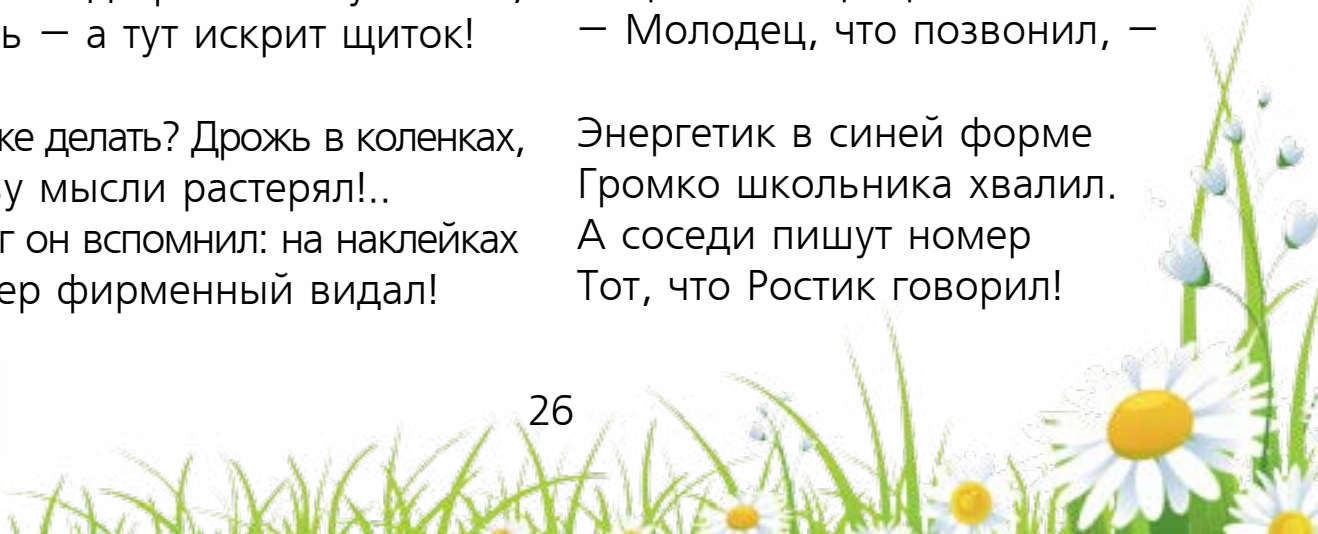 ь – а тут искрит щиток!
же делать? Дрожь в коленках,
у мысли растерял!..
г он вспомнил: на наклейках
ер фирменный видал!
– Молодец, что позвонил, –
Энергетик в синей форме
Громко школьника хвалил.
А соседи пишут номер
Тот, что Ростик говорил!
26